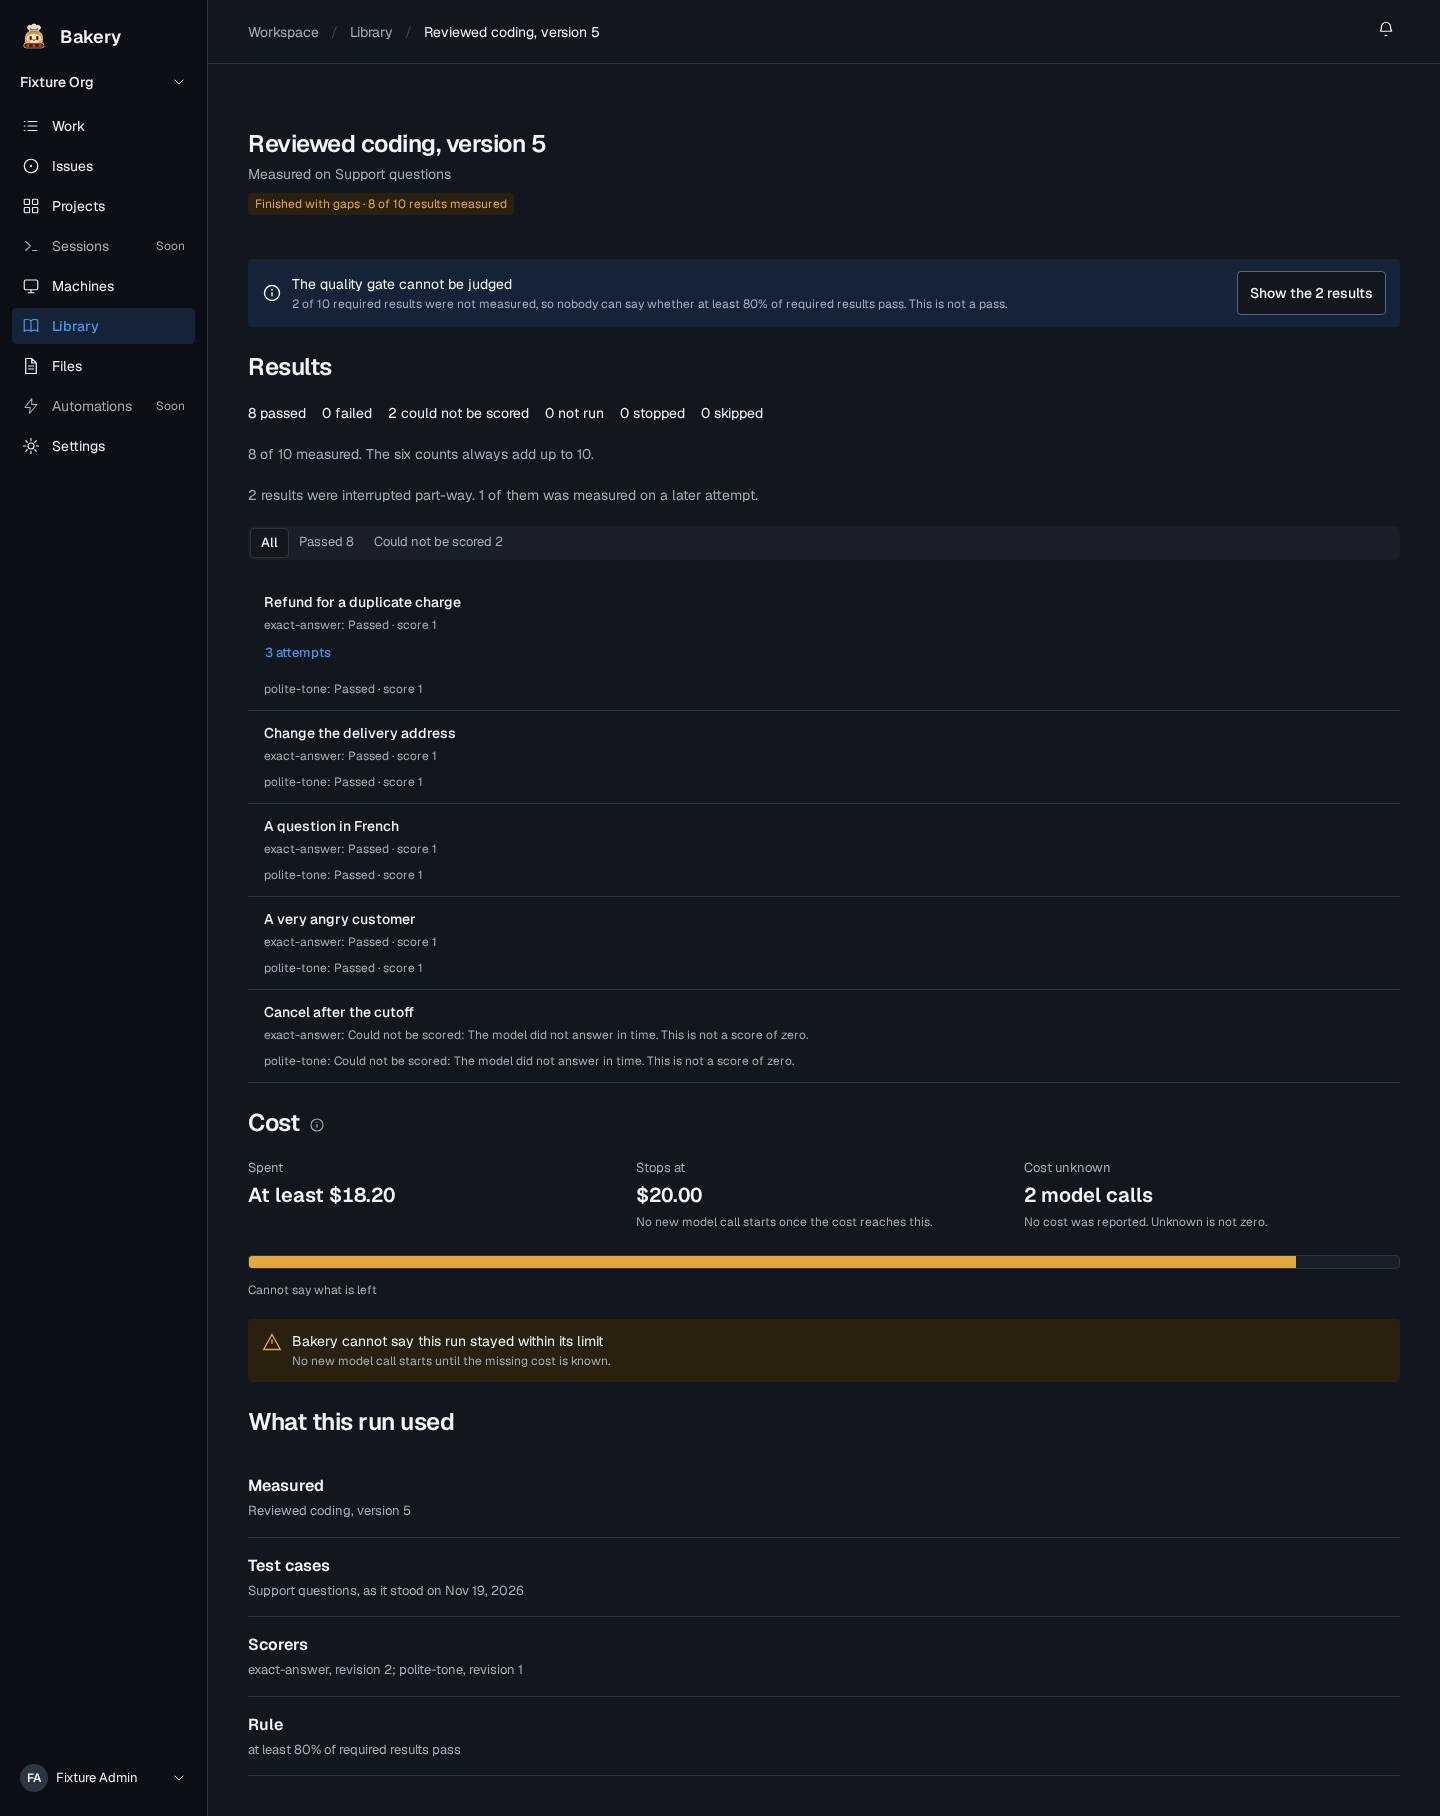 Bakery
Fixture Org
Work
Issues
Projects
Sessions Soon
Machines
Library
Files
Automations Soon
Settings
FA Fixture Admin
Workspace / Library / Reviewed coding, version 5
Reviewed coding, version 5
Measured on Support questions
Finished with gaps · 8 of 10 results measured
The quality gate cannot be judged
2 of 10 required results were not measured, so nobody can say whether at least 80% of required results pass. This is not a pass.
Show the 2 results
Results
8 passed 0 failed 2 could not be scored 0 not run 0 stopped 0 skipped
8 of 10 measured. The six counts always add up to 10.
2 results were interrupted part-way. 1 of them was measured on a later attempt.
All Passed 8 Could not be scored 2
Refund for a duplicate charge
exact-answer: Passed · score 1
3 attempts
polite-tone: Passed · score 1
Change the delivery address
exact-answer: Passed · score 1
polite-tone: Passed · score 1
A question in French
exact-answer: Passed · score 1
polite-tone: Passed · score 1
A very angry customer
exact-answer: Passed · score 1
polite-tone: Passed · score 1
Cancel after the cutoff
exact-answer: Could not be scored: The model did not answer in time. This is not a score of zero.
polite-tone: Could not be scored: The model did not answer in time. This is not a score of zero.
Cost
Spent
At least $18.20
Stops at
$20.00
No new model call starts once the cost reaches this.
Cost unknown
2 model calls
No cost was reported. Unknown is not zero.
Cannot say what is left
Bakery cannot say this run stayed within its limit
No new model call starts until the missing cost is known.
What this run used
Measured
Reviewed coding, version 5
Test cases
Support questions, as it stood on Nov 19, 2026
Scorers
exact-answer, revision 2; polite-tone, revision 1
Rule
at least 80% of required results pass